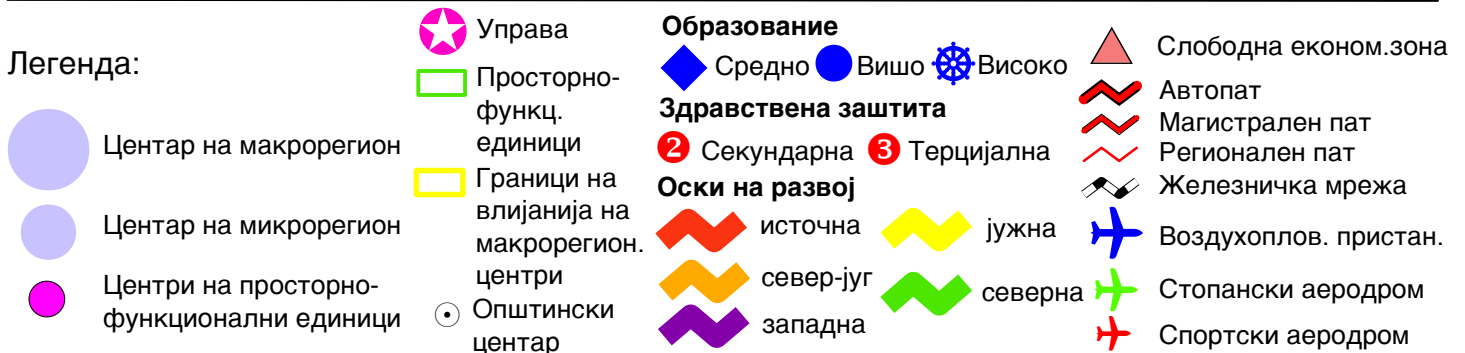 Легенда:
Центар на макрорегион
Центар на микрорегион
Центри на просторно-
функционални единици
Управа
Просторно-
функц.
единици
Граници на
влијанија на
макрорегион.
центри
Општински
центар
Образование
Средно Вишо Високо
Здравствена заштита
2 Секундарна 3 Терцијална
Оски на развој
источна јужна
север-југ северна
западна
Слободна економ.зона
Автопат
Магистрален пат
Регионален пат
Железничка мрежа
Воздухоплов. пристан.
Стопански аеродром
Спортски аеродром